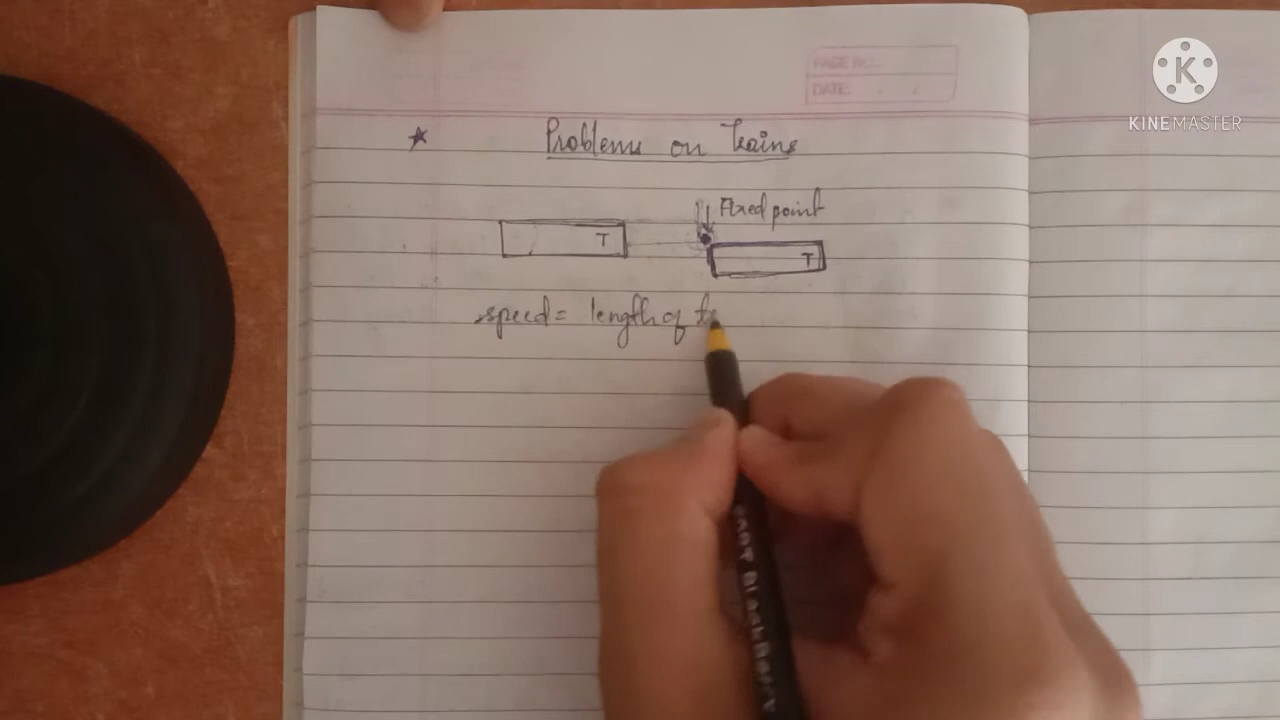 K
KINEMASTER
PAGE NO.:
DATE: / /
Problems on Trains
Fixed point
T
T
speed = length of